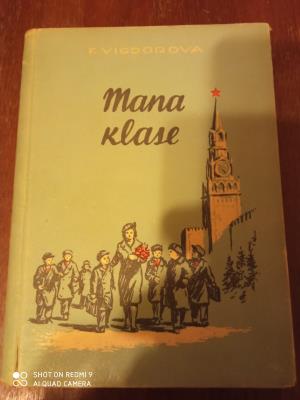 F. VIGDOROVA
Mana
klase
SHOT ON REDMI 9
AI QUAD CAMERA